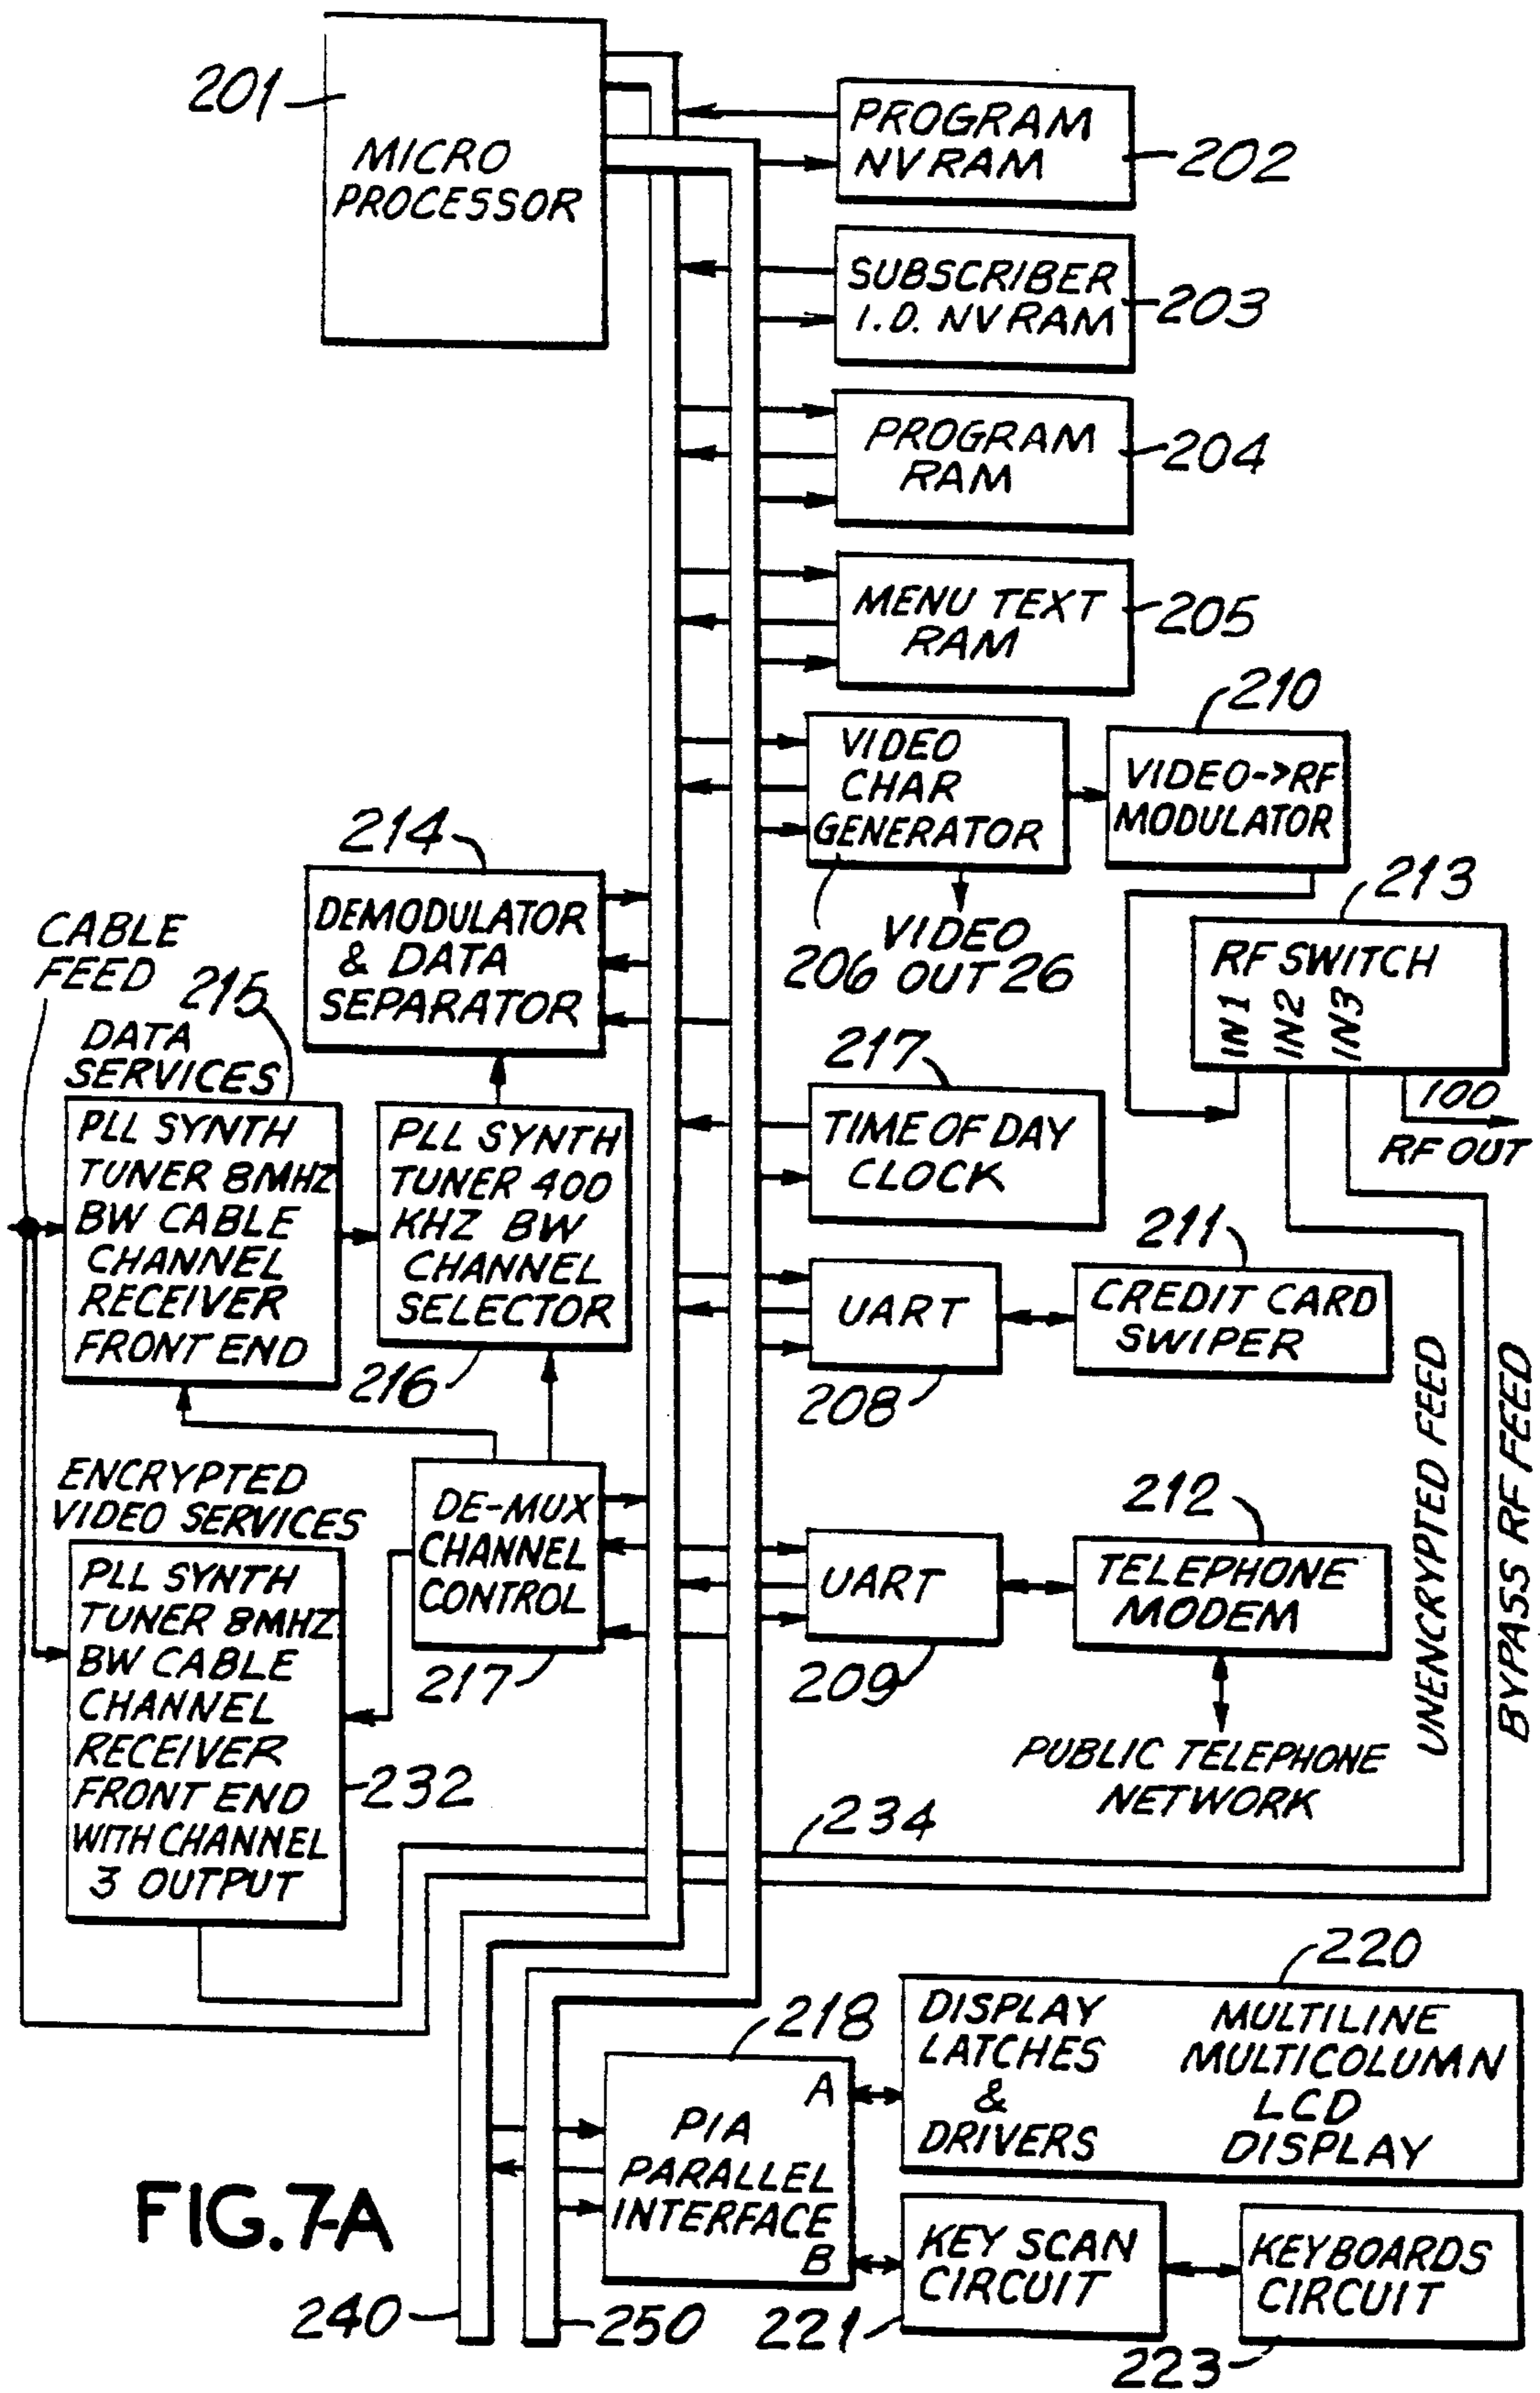 201
MICRO
PROCESSOR
PROGRAM
NVRAM
202
SUBSCRIBER
I.D. NVRAM
203
PROGRAM
RAM
204
MENU TEXT
RAM
205
210
VIDEO
CHAR
GENERATOR
VIDEO->RF
MODULATOR
206
VIDEO
OUT 26
213
RF SWITCH
IN1
IN2
IN3
100
RF OUT
214
DEMODULATOR
& DATA
SEPARATOR
CABLE
FEED
215
DATA
SERVICES
PLL SYNTH
TUNER 8MHZ
BW CABLE
CHANNEL
RECEIVER
FRONT END
PLL SYNTH
TUNER 400
KHZ BW
CHANNEL
SELECTOR
216
217
TIME OF DAY
CLOCK
UART
208
211
CREDIT CARD
SWIPER
UNENCRYPTED FEED
BYPASS RF FEED
ENCRYPTED
VIDEO SERVICES
PLL SYNTH
TUNER 8MHZ
BW CABLE
CHANNEL
RECEIVER
FRONT END
WITH CHANNEL
3 OUTPUT
232
DE-MUX
CHANNEL
CONTROL
217
UART
209
212
TELEPHONE
MODEM
PUBLIC TELEPHONE
NETWORK
234
218
A
PIA
PARALLEL
INTERFACE
B
220
DISPLAY
LATCHES
&
DRIVERS
MULTILINE
MULTICOLUMN
LCD
DISPLAY
KEY SCAN
CIRCUIT
221
KEYBOARDS
CIRCUIT
223
240
250
FIG.7-A